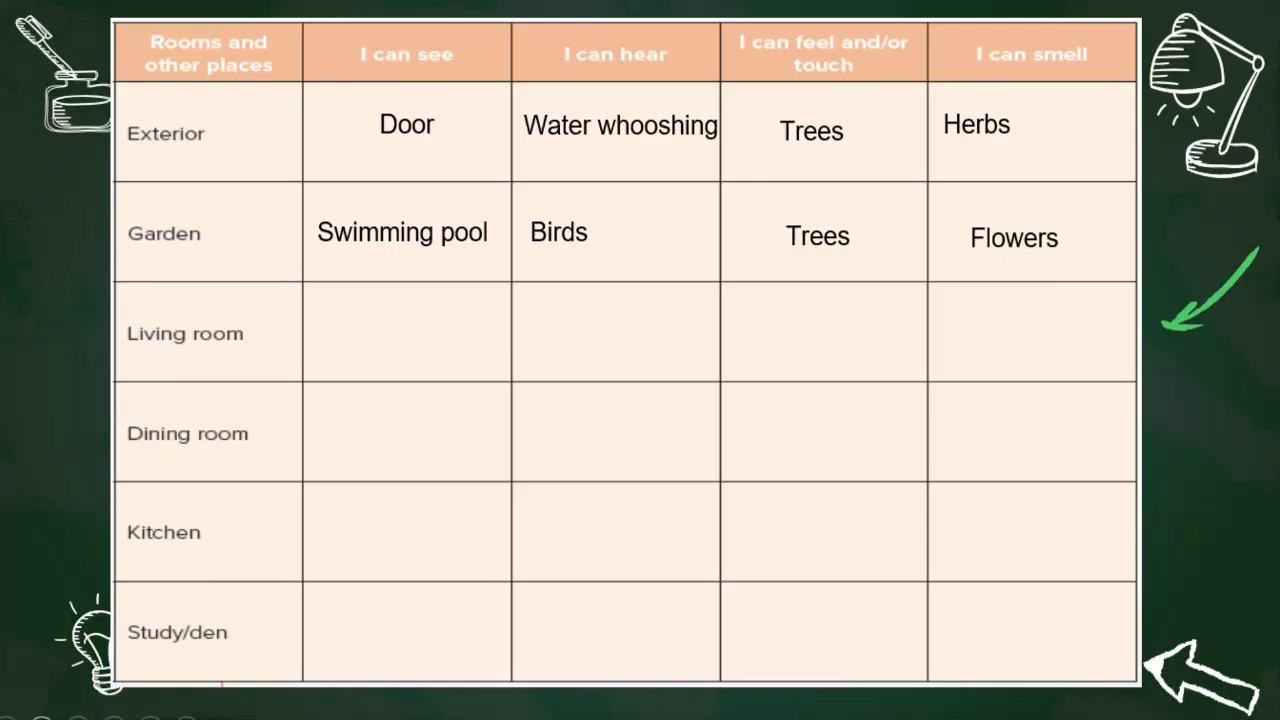 Rooms and
other places
I can see
I can hear
I can feel and/or
touch
I can smell
Exterior
Door
Water whooshing
Trees
Herbs
Garden
Swimming pool
Birds
Trees
Flowers
Living room
Dining room
Kitchen
Study/den